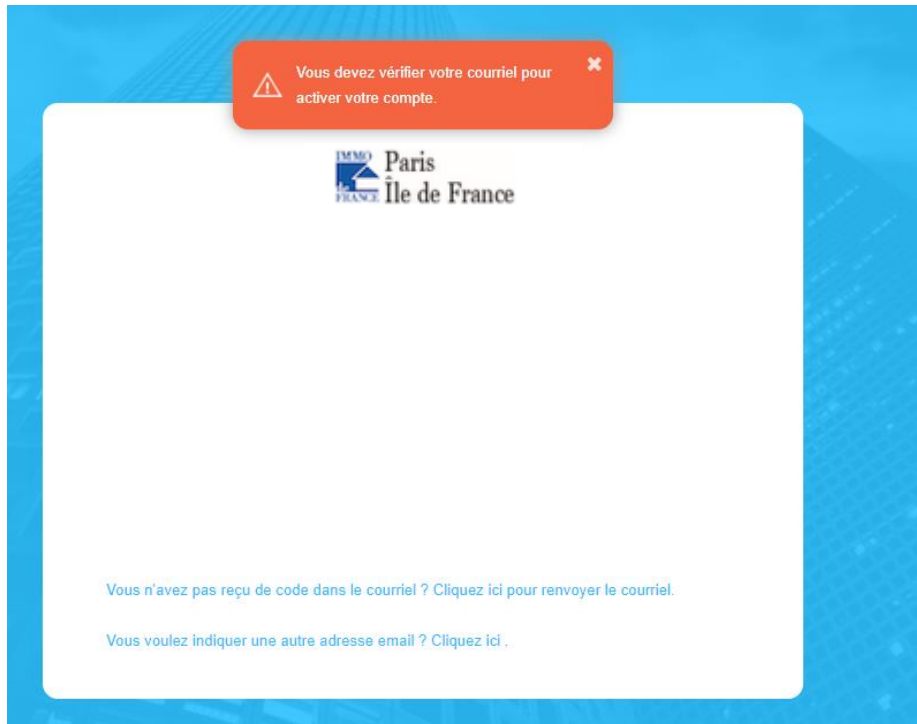 Vous devez vérifier votre courriel pour
activer votre compte.
IMMO
de
FRANCE
Paris
Île de France
Vous n'avez pas reçu de code dans le courriel ? Cliquez ici pour renvoyer le courriel.
Vous voulez indiquer une autre adresse email ? Cliquez ici .